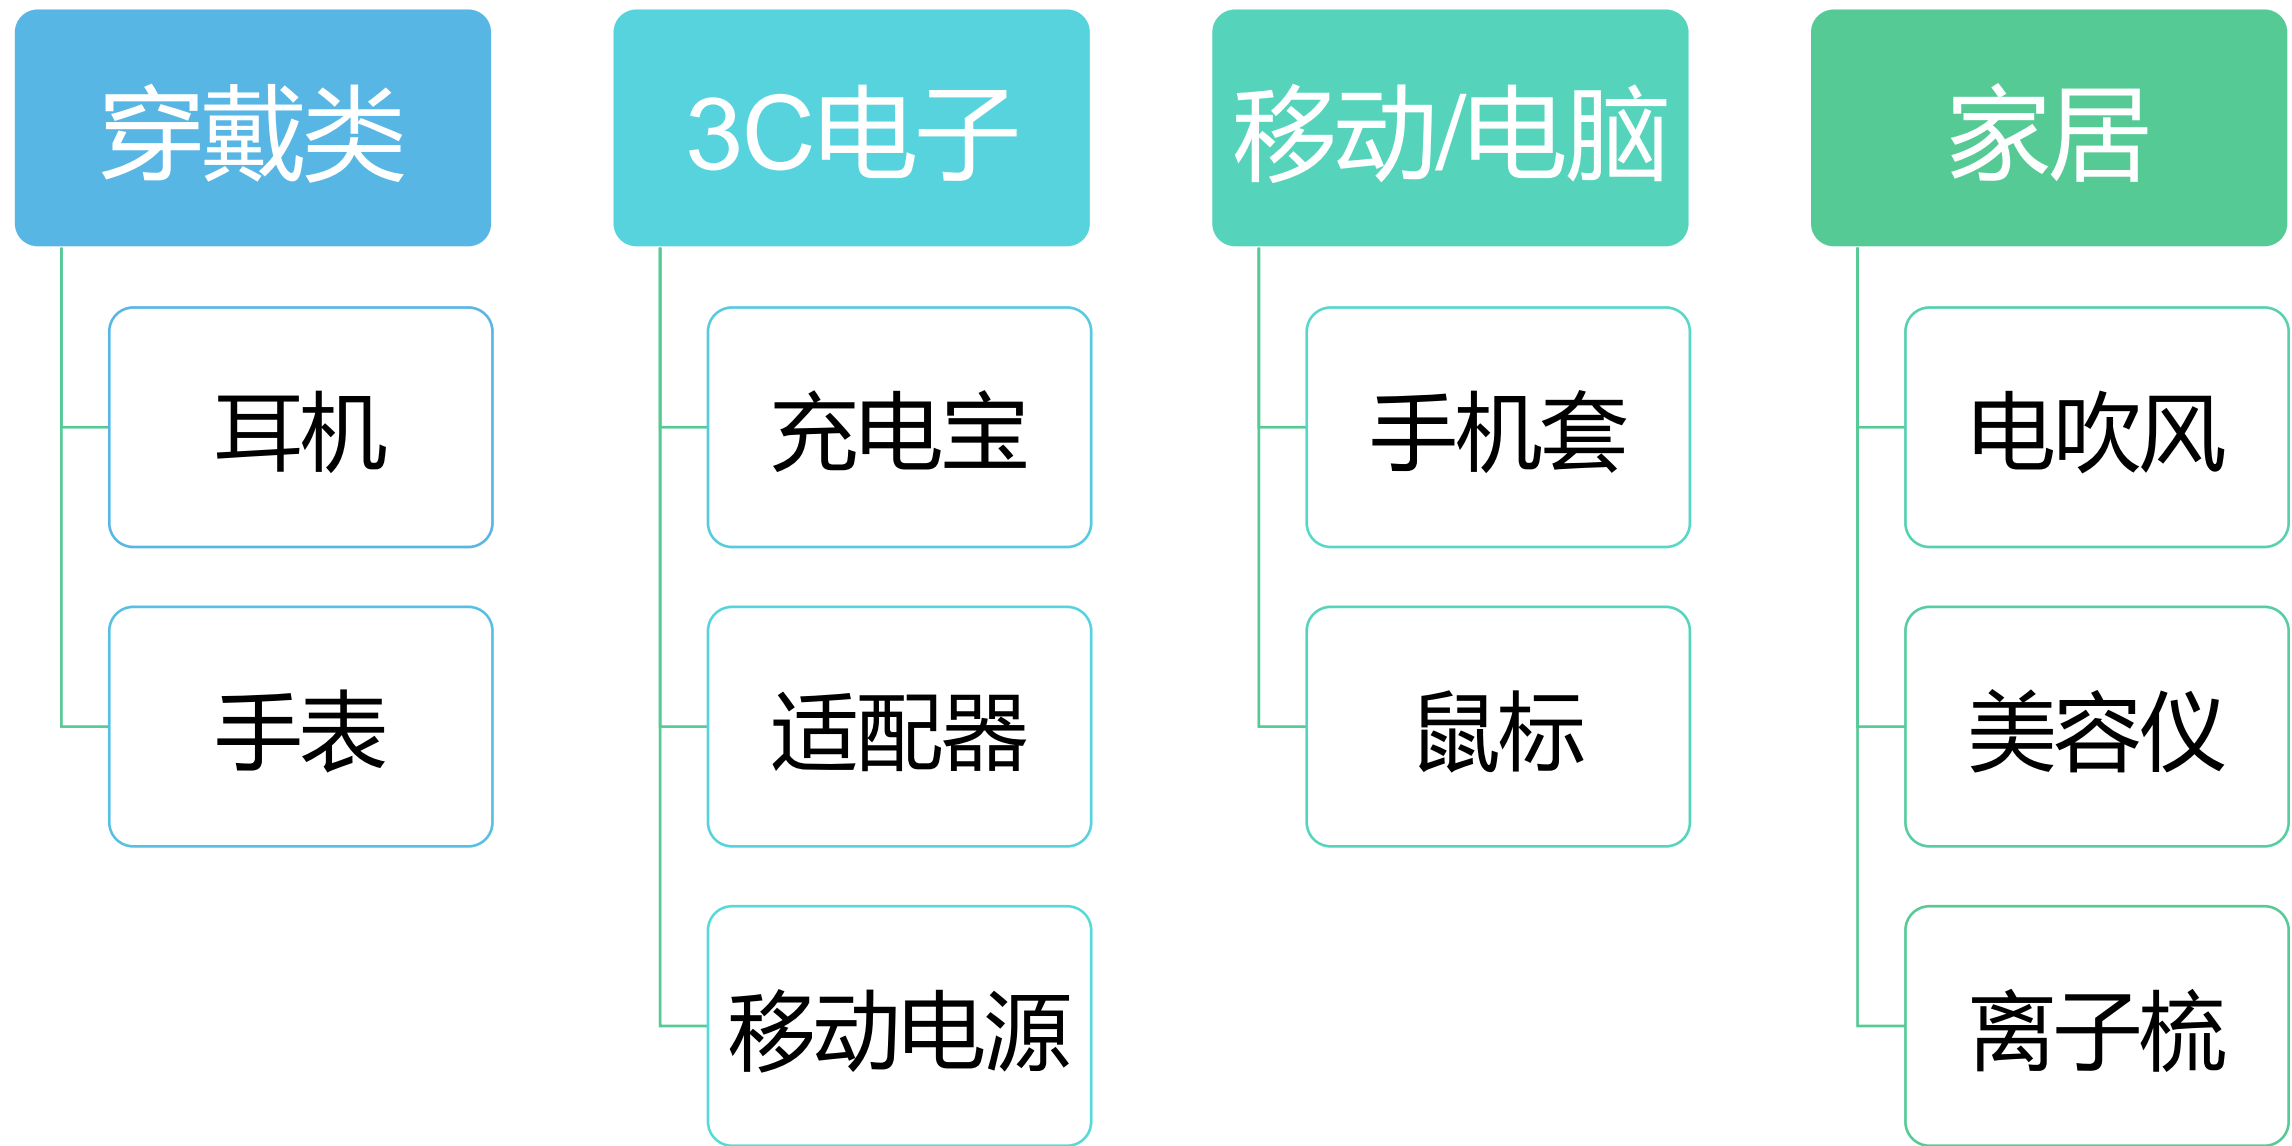 穿戴类
耳机
手表
3C电子
充电宝
适配器
移动电源
移动/电脑
手机套
鼠标
家居
电吹风
美容仪
离子梳